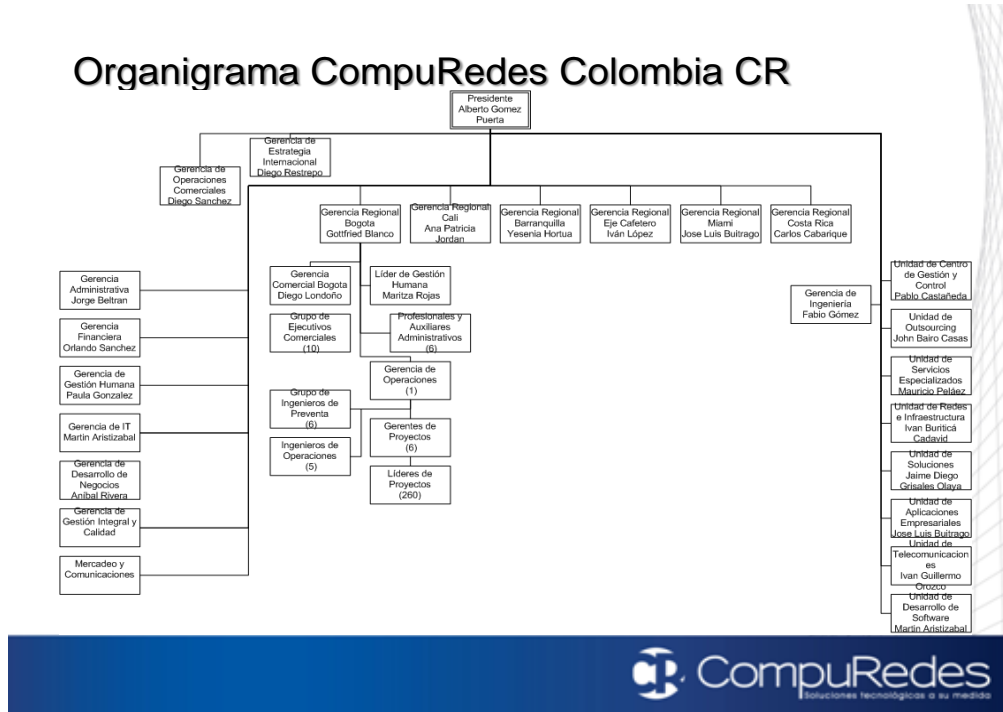 Organigrama CompuRedes Colombia CR
Presidente
Alberto Gomez
Puerta
Gerencia de
Estrategia
Internacional
Diego Restrepo
Gerencia de
Operaciones
Comerciales
Diego Sanchez
Gerencia Regional
Bogota
Gottfried Blanco
Gerencia Regional
Cali
Ana Patricia
Jordan
Gerencia Regional
Barranquilla
Yesenia Hortua
Gerencia Regional
Eje Cafetero
Iván López
Gerencia Regional
Miami
Jose Luis Buitrago
Gerencia Regional
Costa Rica
Carlos Cabarique
Gerencia
Administrativa
Jorge Beltran
Gerencia
Financiera
Orlando Sanchez
Gerencia de
Gestión Humana
Paula Gonzalez
Gerencia de IT
Martin Aristizabal
Gerencia de
Desarrollo de
Negocios
Aníbal Rivera
Gerencia de
Gestión Integral y
Calidad
Mercadeo y
Comunicaciones
Gerencia
Comercial Bogota
Diego Londoño
Líder de Gestión
Humana
Maritza Rojas
Grupo de
Ejecutivos
Comerciales
(10)
Profesionales y
Auxiliares
Administrativos
(6)
Gerencia de
Operaciones
(1)
Grupo de
Ingenieros de
Preventa
(6)
Gerentes de
Proyectos
(6)
Ingenieros de
Operaciones
(5)
Líderes de
Proyectos
(260)
Gerencia de
Ingeniería
Fabio Gómez
Unidad de Centro
de Gestión y
Control
Pablo Castañeda
Unidad de
Outsourcing
John Bairo Casas
Unidad de
Servicios
Especializados
Mauricio Peláez
Unidad de Redes
e Infraestructura
Ivan Buriticá
Cadavid
Unidad de
Soluciones
Jaime Diego
Grisales Olaya
Unidad de
Aplicaciones
Empresariales
Jose Luis Buitrago
Unidad de
Telecomunicacion
es
Ivan Guillermo
Orozco
Unidad de
Desarrollo de
Software
Martin Aristizabal
CompuRedes
Soluciones tecnológicas a su medida